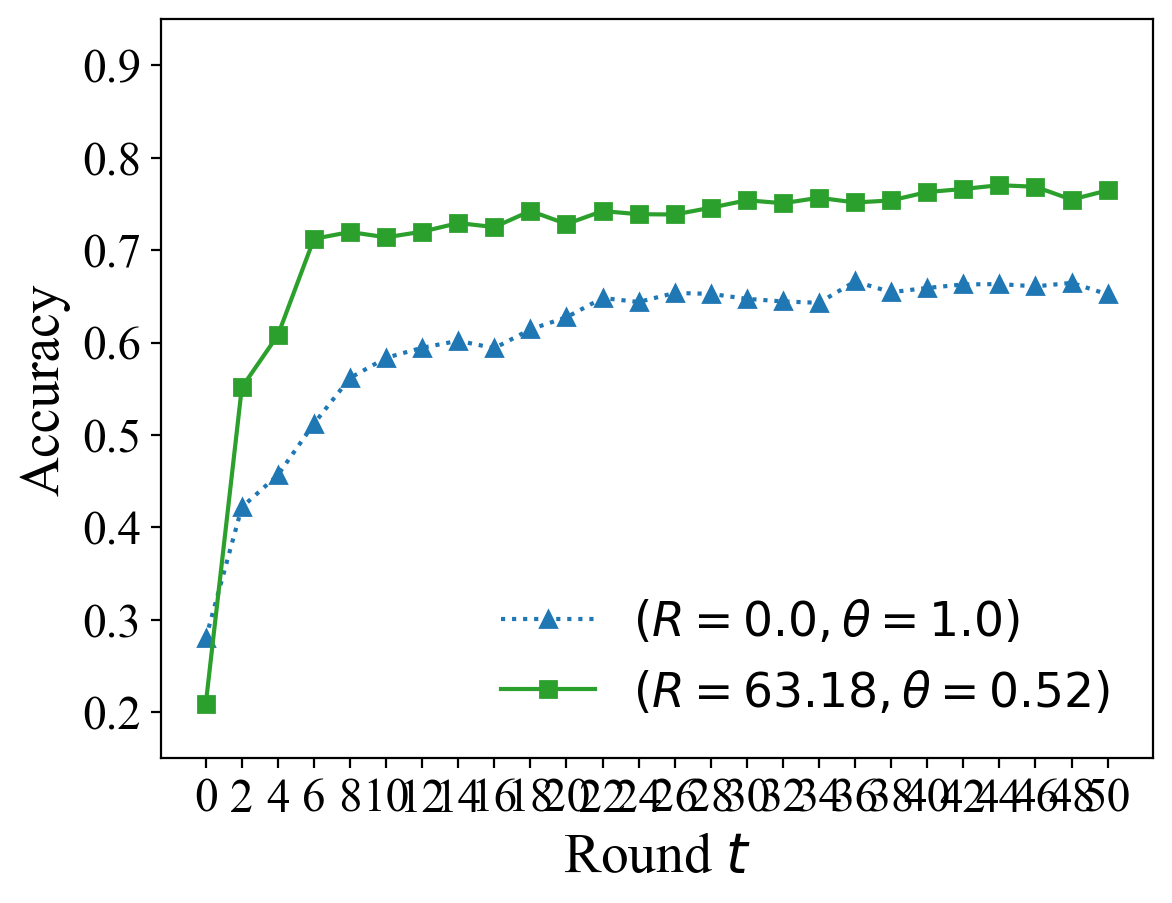 Accuracy
0.9
0.8
0.7
0.6
0.5
0.4
0.3
0.2
(R = 0.0, θ = 1.0)
(R = 63.18, θ = 0.52)
0 2 4 6 8 10 12 14 16 18 20 22 24 26 28 30 32 34 36 38 40 42 44 46 48 50
Round t